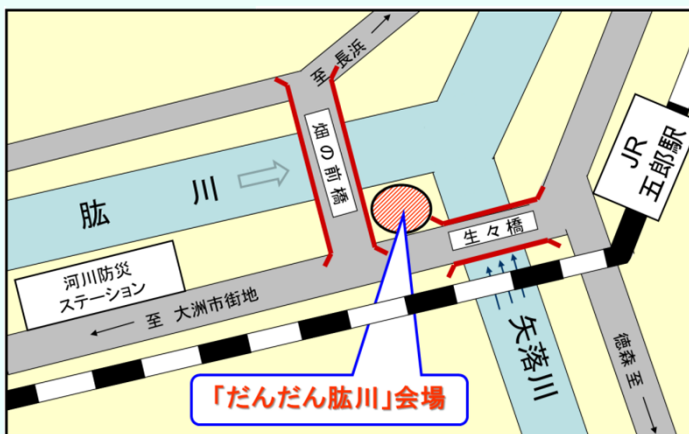 至 長浜
畑の前橋
JR
五郎駅
肱 川
生々橋
河川防災
ステーション
← 至 大洲市街地
矢落川
徳森 至 →
「だんだん肱川」会場